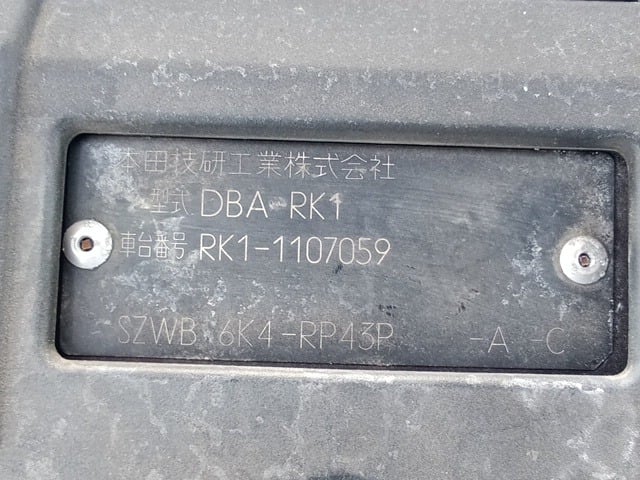 本田技研工業株式会社
型式 DBA-RK1
車台番号 RK1-1107059
SZWB 6K4-RP43P -A -C